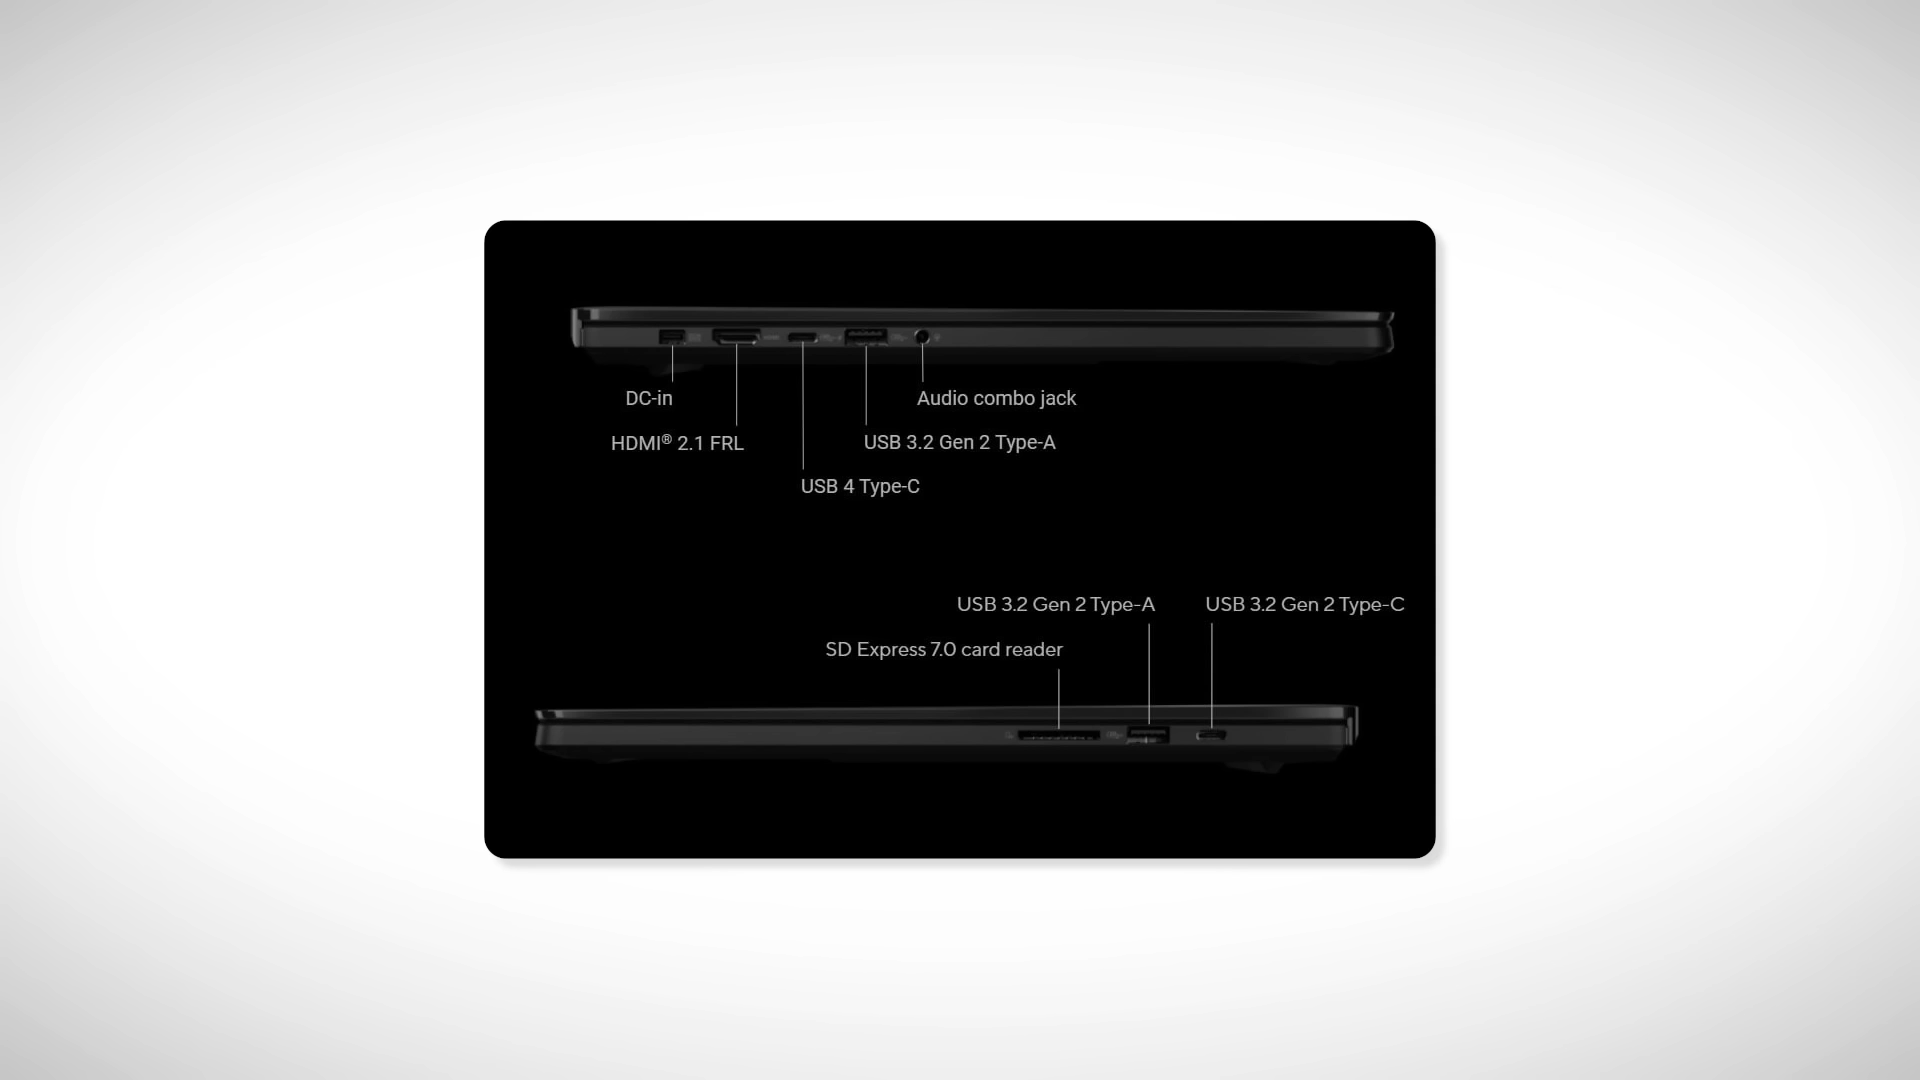 DC-in
Audio combo jack
HDMI® 2.1 FRL
USB 3.2 Gen 2 Type-A
USB 4 Type-C
USB 3.2 Gen 2 Type-A
USB 3.2 Gen 2 Type-C
SD Express 7.0 card reader